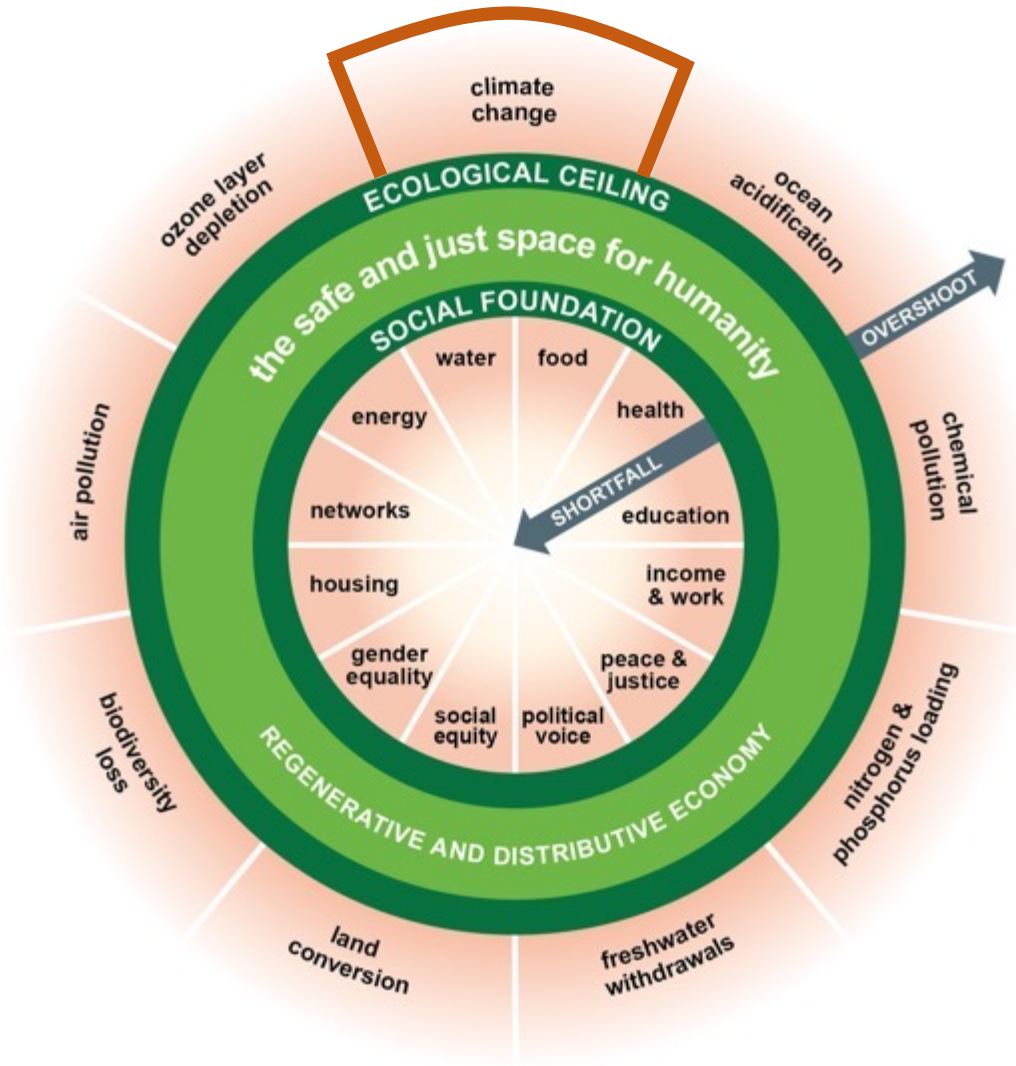 climate
change
ocean
acidification
OVERSHOOT
chemical
pollution
nitrogen &
phosphorus loading
freshwater
withdrawals
land
conversion
biodiversity
loss
air pollution
ozone layer
depletion
ECOLOGICAL CEILING
the safe and just space for humanity
SOCIAL FOUNDATION
water
food
health
SHORTFALL
education
income
& work
peace &
justice
political
voice
social
equity
gender
equality
housing
networks
energy
REGENERATIVE AND DISTRIBUTIVE ECONOMY